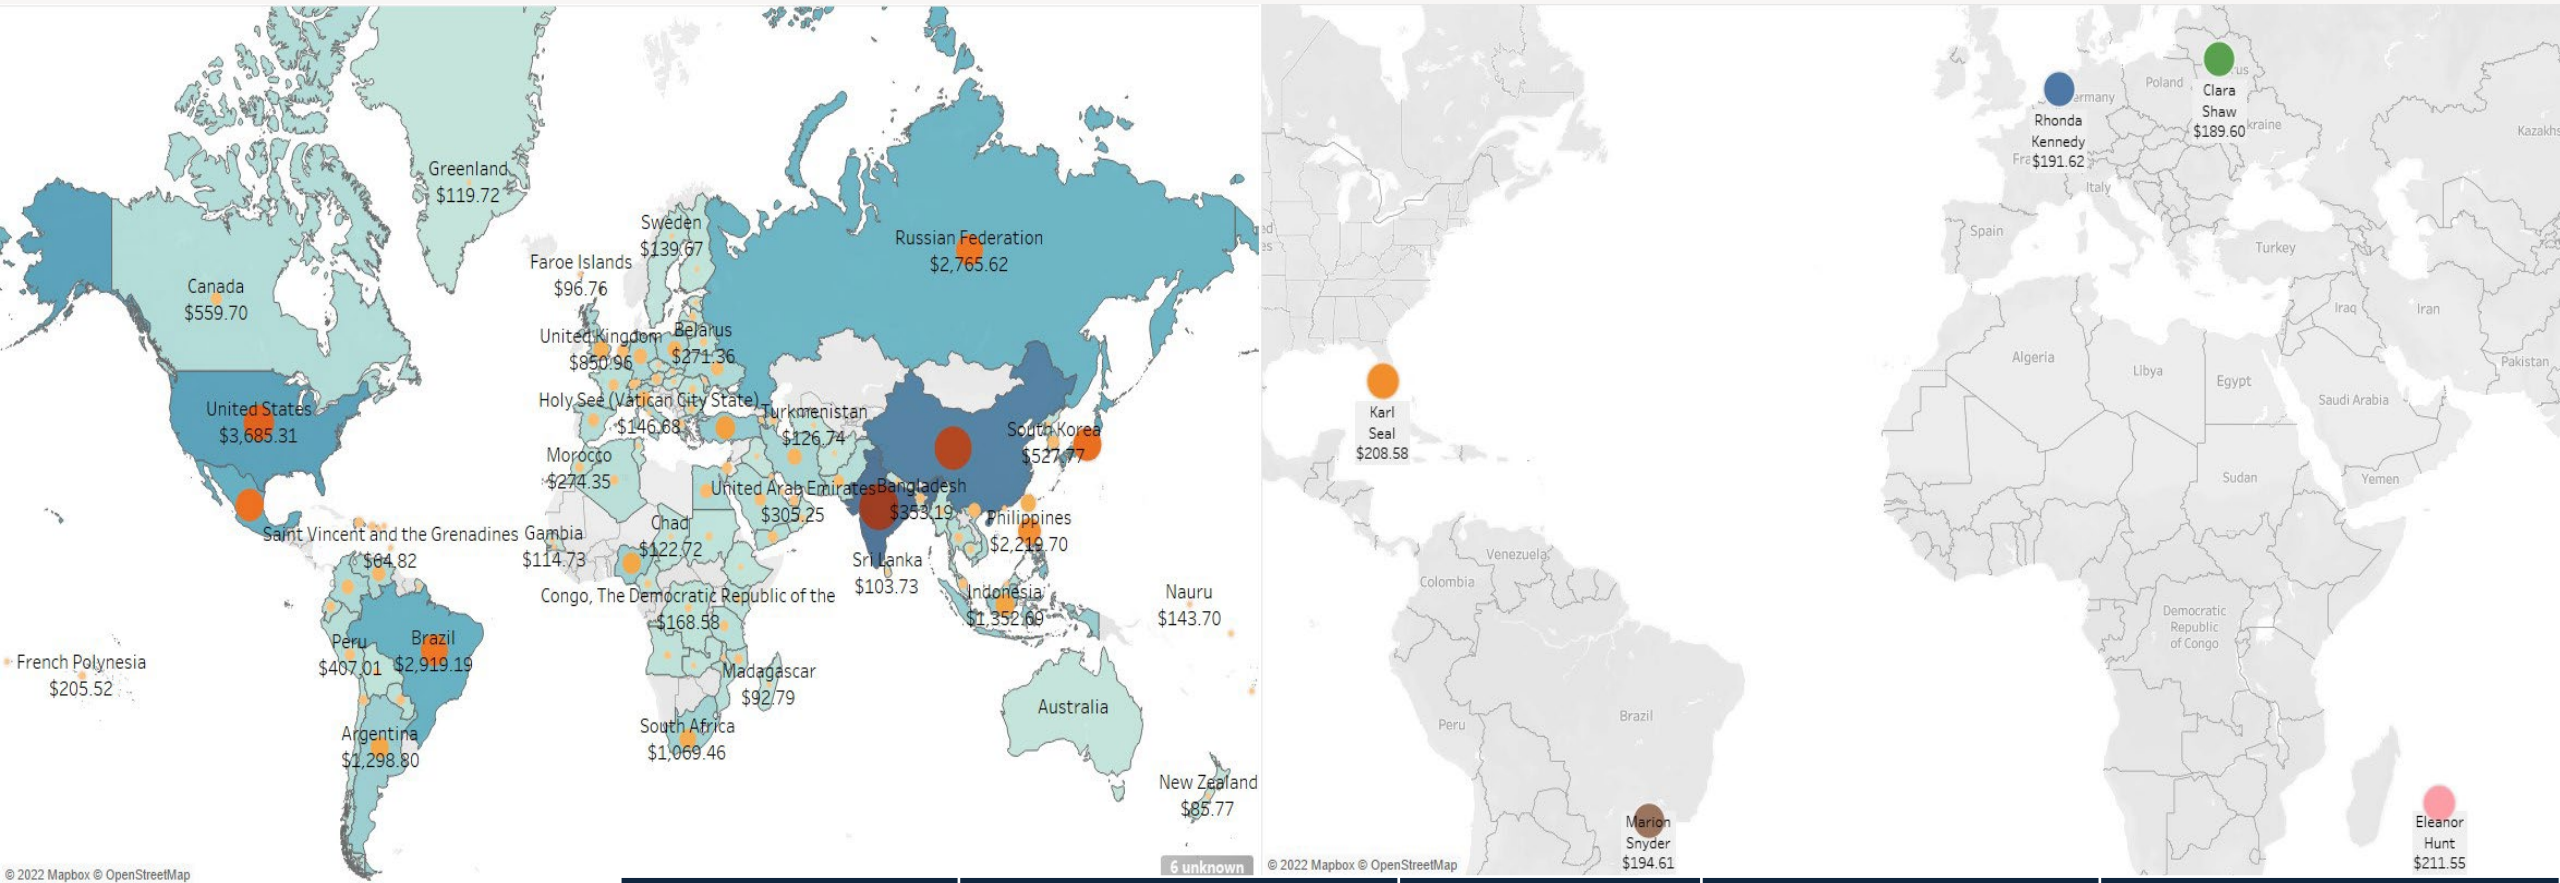 Greenland
$119.72
Sweden
$139.67
Russian Federation
$2,765.62
Faroe Islands
$96.76
Canada
$559.70
United Kingdom
$850.96
Belarus
$271.36
United States
$3,685.31
Holy See (Vatican City State)
$146.68
Turkmenistan
$126.74
South Korea
$527.77
Morocco
$274.35
United Arab Emirates
$305.25
Bangladesh
$353.19
Saint Vincent and the Grenadines
$64.82
Gambia
$114.73
Chad
$122.72
Philippines
$2,219.70
Sri Lanka
$103.73
Congo, The Democratic Republic of the
$168.58
Indonesia
$1,352.69
Nauru
$143.70
Peru
$407.01
Brazil
$2,919.19
French Polynesia
$205.52
Madagascar
$92.79
Australia
South Africa
$1,069.46
Argentina
$1,298.80
New Zealand
$85.77
6 unknown
© 2022 Mapbox © OpenStreetMap
Clara
Shaw
$189.60
Rhonda
Kennedy
$191.62
Poland
ermany
rus
kraine
Kazakhs
Fra
Italy
Spain
Turkey
Iraq
Iran
Pakistan
Algeria
Libya
Egypt
Saudi Arabia
Karl
Seal
$208.58
Sudan
Yemen
Venezuela
Colombia
Democratic
Republic
of Congo
Peru
Brazil
Marion
Snyder
$194.61
Eleanor
Hunt
$211.55
© 2022 Mapbox © OpenStreetMap